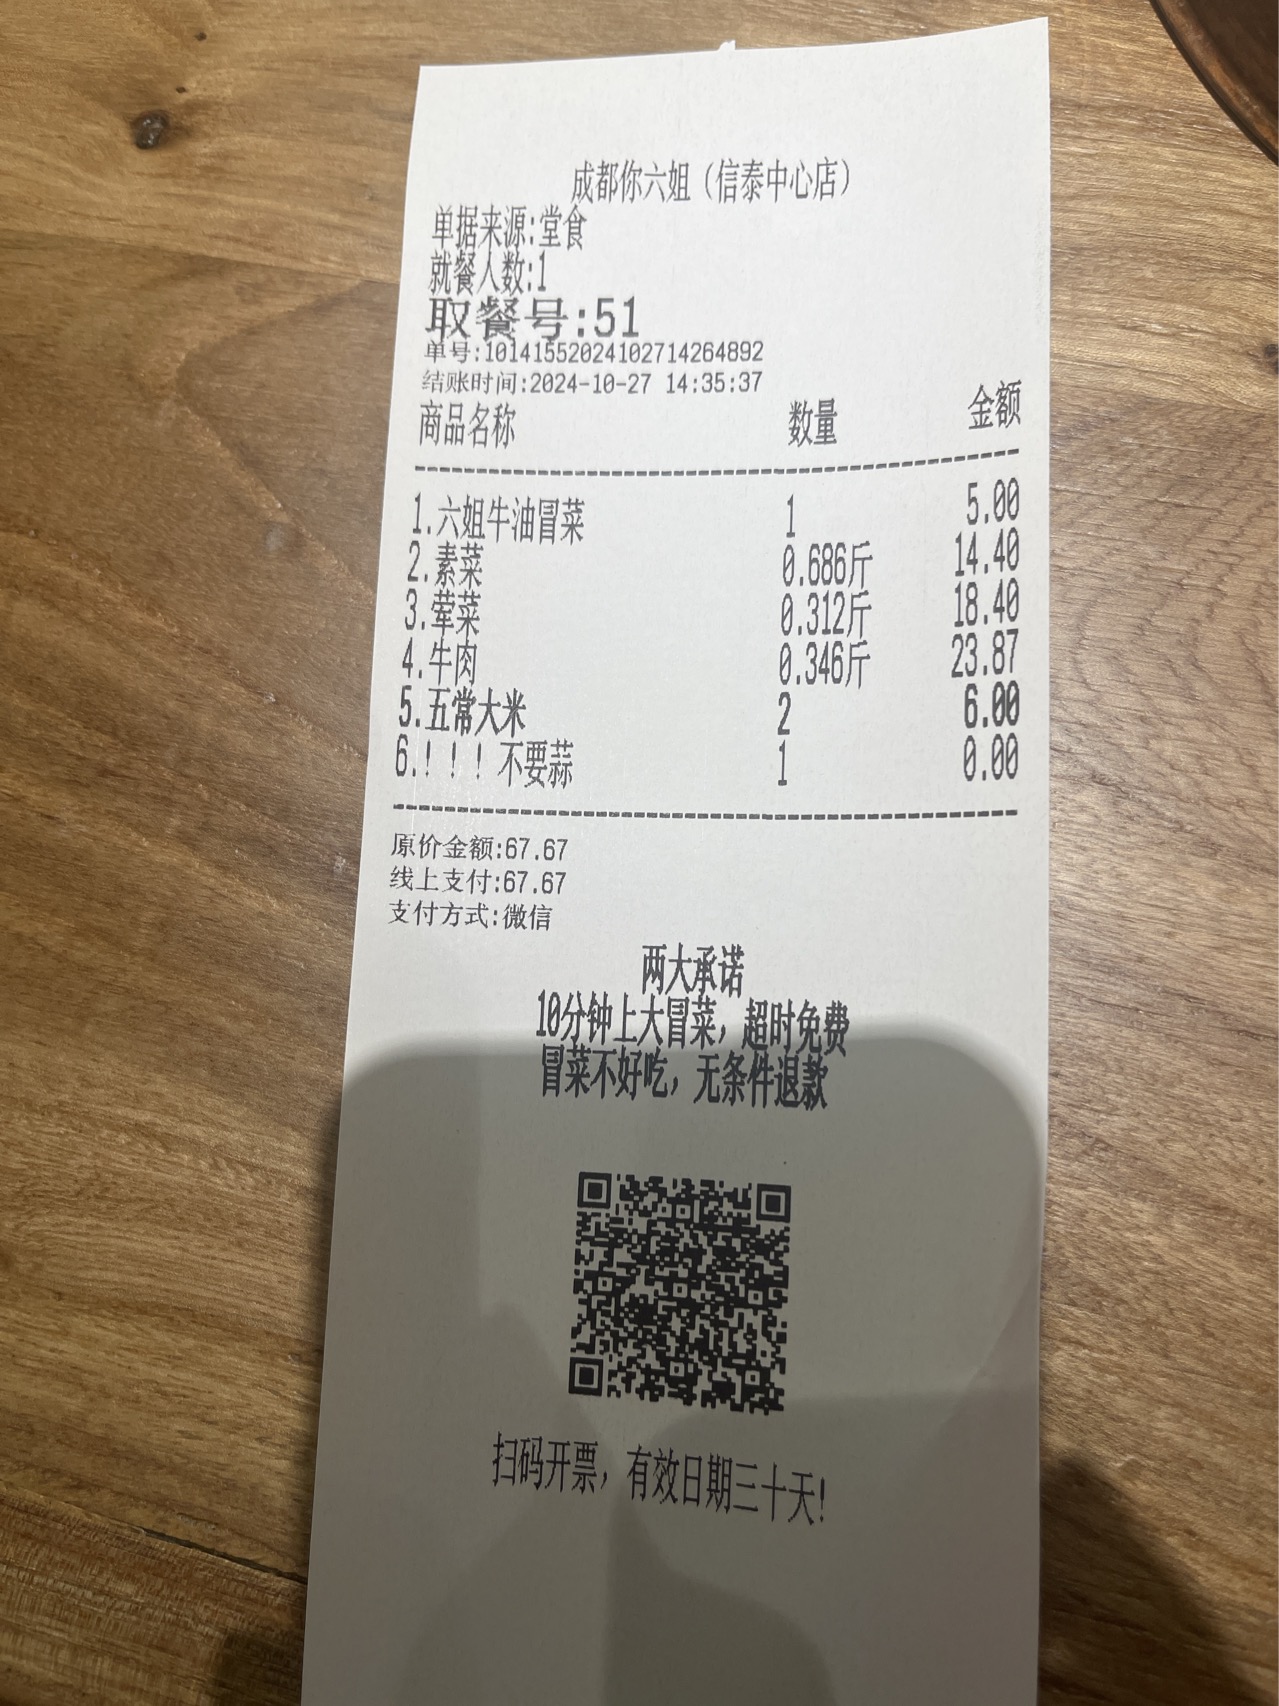 成都你六姐（信泰中心店）
单据来源:堂食
就餐人数:1
取餐号:51
单号:10141552024102714264892
结账时间:2024-10-27 14:35:37
商品名称 数量 金额
1.六姐牛油冒菜 1 5.00
2.素菜 0.686斤 14.40
3.荤菜 0.312斤 18.40
4.牛肉 0.346斤 23.87
5.五常大米 2 6.00
6.！！！不要蒜 1 0.00
原价金额:67.67
线上支付:67.67
支付方式:微信
两大承诺
10分钟上大冒菜，超时免费
冒菜不好吃，无条件退款
扫码开票，有效日期三十天！